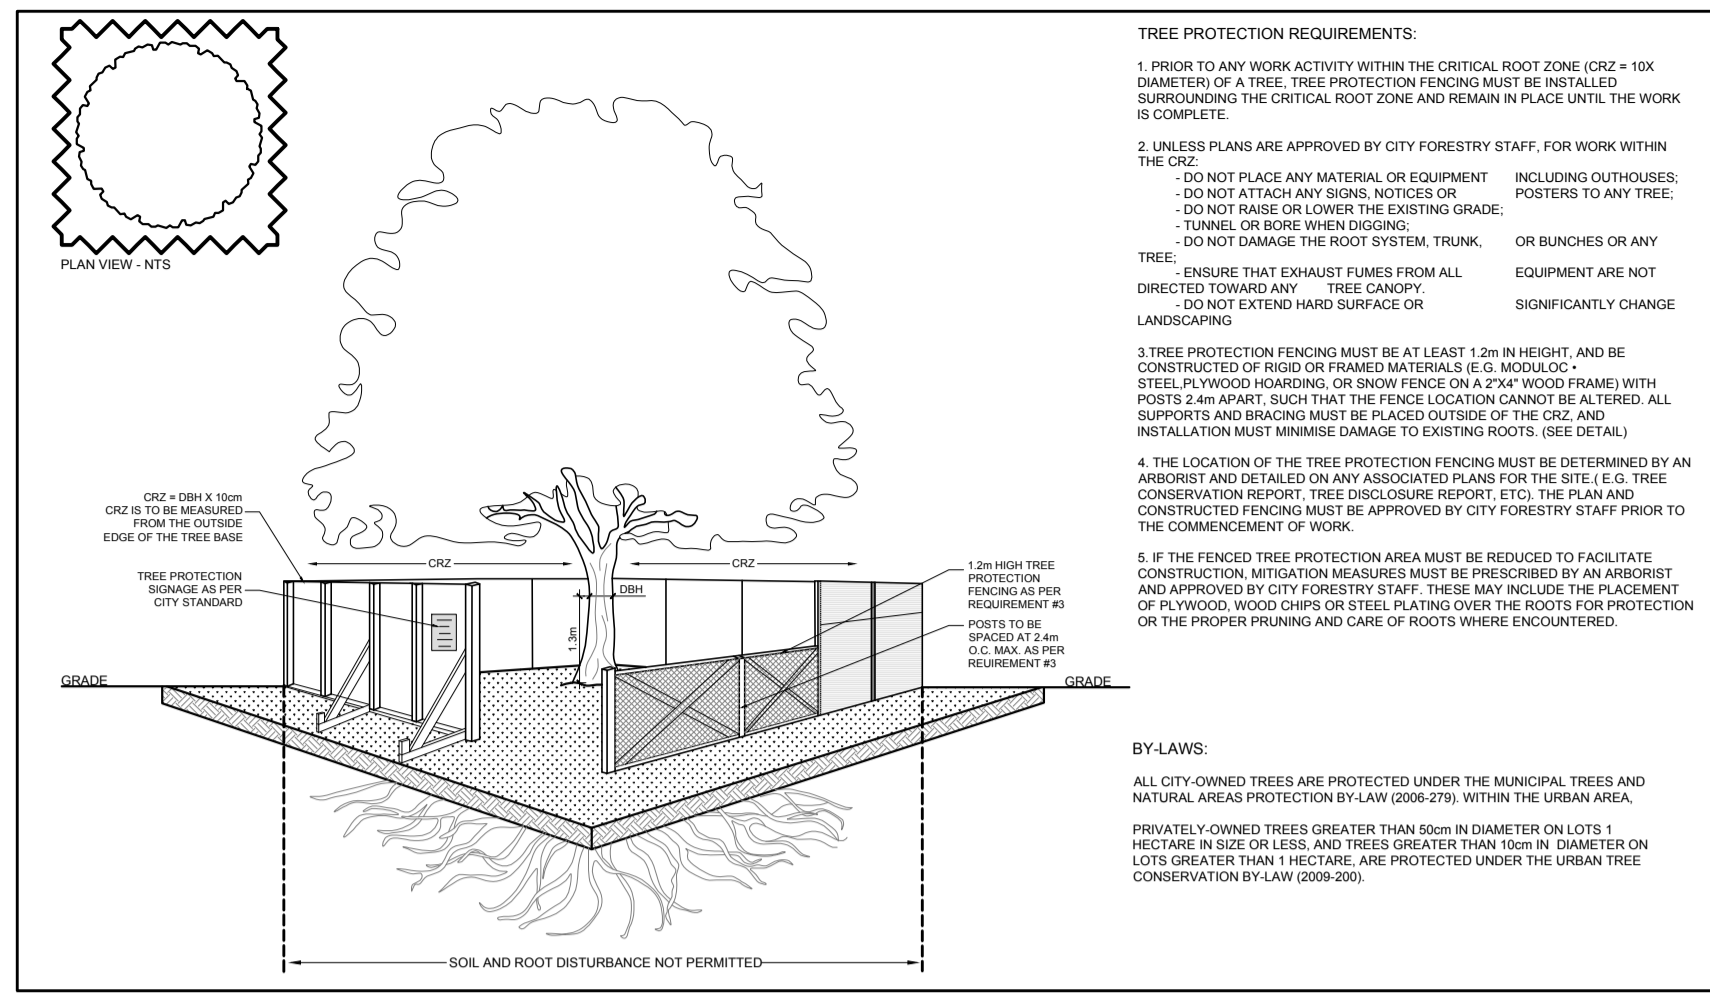 PLAN VIEW - NTS
CRZ = DBH X 10cm
CRZ IS TO BE MEASURED
FROM THE OUTSIDE
EDGE OF THE TREE BASE
TREE PROTECTION
SIGNAGE AS PER
CITY STANDARD
GRADE
CRZ
CRZ
DBH
1.3m
1.2m HIGH TREE
PROTECTION
FENCING AS PER
REQUIREMENT #3
POSTS TO BE
SPACED AT 2.4m
O.C. MAX. AS PER
REUIREMENT #3
GRADE
SOIL AND ROOT DISTURBANCE NOT PERMITTED
TREE PROTECTION REQUIREMENTS:
1. PRIOR TO ANY WORK ACTIVITY WITHIN THE CRITICAL ROOT ZONE (CRZ = 10X
DIAMETER) OF A TREE, TREE PROTECTION FENCING MUST BE INSTALLED
SURROUNDING THE CRITICAL ROOT ZONE AND REMAIN IN PLACE UNTIL THE WORK
IS COMPLETE.
2. UNLESS PLANS ARE APPROVED BY CITY FORESTRY STAFF, FOR WORK WITHIN
THE CRZ:
- DO NOT PLACE ANY MATERIAL OR EQUIPMENT INCLUDING OUTHOUSES;
- DO NOT ATTACH ANY SIGNS, NOTICES OR POSTERS TO ANY TREE;
- DO NOT RAISE OR LOWER THE EXISTING GRADE;
- TUNNEL OR BORE WHEN DIGGING;
- DO NOT DAMAGE THE ROOT SYSTEM, TRUNK, OR BUNCHES OR ANY
TREE;
- ENSURE THAT EXHAUST FUMES FROM ALL EQUIPMENT ARE NOT
DIRECTED TOWARD ANY TREE CANOPY.
- DO NOT EXTEND HARD SURFACE OR SIGNIFICANTLY CHANGE
LANDSCAPING
3.TREE PROTECTION FENCING MUST BE AT LEAST 1.2m IN HEIGHT, AND BE
CONSTRUCTED OF RIGID OR FRAMED MATERIALS (E.G. MODULOC •
STEEL,PLYWOOD HOARDING, OR SNOW FENCE ON A 2"X4" WOOD FRAME) WITH
POSTS 2.4m APART, SUCH THAT THE FENCE LOCATION CANNOT BE ALTERED. ALL
SUPPORTS AND BRACING MUST BE PLACED OUTSIDE OF THE CRZ, AND
INSTALLATION MUST MINIMISE DAMAGE TO EXISTING ROOTS. (SEE DETAIL)
4. THE LOCATION OF THE TREE PROTECTION FENCING MUST BE DETERMINED BY AN
ARBORIST AND DETAILED ON ANY ASSOCIATED PLANS FOR THE SITE.( E.G. TREE
CONSERVATION REPORT, TREE DISCLOSURE REPORT, ETC). THE PLAN AND
CONSTRUCTED FENCING MUST BE APPROVED BY CITY FORESTRY STAFF PRIOR TO
THE COMMENCEMENT OF WORK.
5. IF THE FENCED TREE PROTECTION AREA MUST BE REDUCED TO FACILITATE
CONSTRUCTION, MITIGATION MEASURES MUST BE PRESCRIBED BY AN ARBORIST
AND APPROVED BY CITY FORESTRY STAFF. THESE MAY INCLUDE THE PLACEMENT
OF PLYWOOD, WOOD CHIPS OR STEEL PLATING OVER THE ROOTS FOR PROTECTION
OR THE PROPER PRUNING AND CARE OF ROOTS WHERE ENCOUNTERED.
BY-LAWS:
ALL CITY-OWNED TREES ARE PROTECTED UNDER THE MUNICIPAL TREES AND
NATURAL AREAS PROTECTION BY-LAW (2006-279). WITHIN THE URBAN AREA,
PRIVATELY-OWNED TREES GREATER THAN 50cm IN DIAMETER ON LOTS 1
HECTARE IN SIZE OR LESS, AND TREES GREATER THAN 10cm IN DIAMETER ON
LOTS GREATER THAN 1 HECTARE, ARE PROTECTED UNDER THE URBAN TREE
CONSERVATION BY-LAW (2009-200).